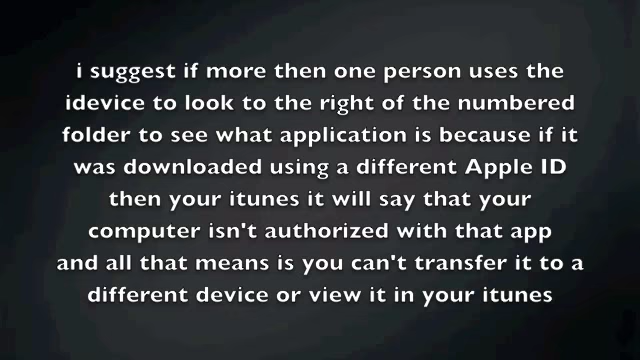 i suggest if more then one person uses the
idevice to look to the right of the numbered
folder to see what application is because if it
was downloaded using a different Apple ID
then your itunes it will say that your
computer isn't authorized with that app
and all that means is you can't transfer it to a
different device or view it in your itunes